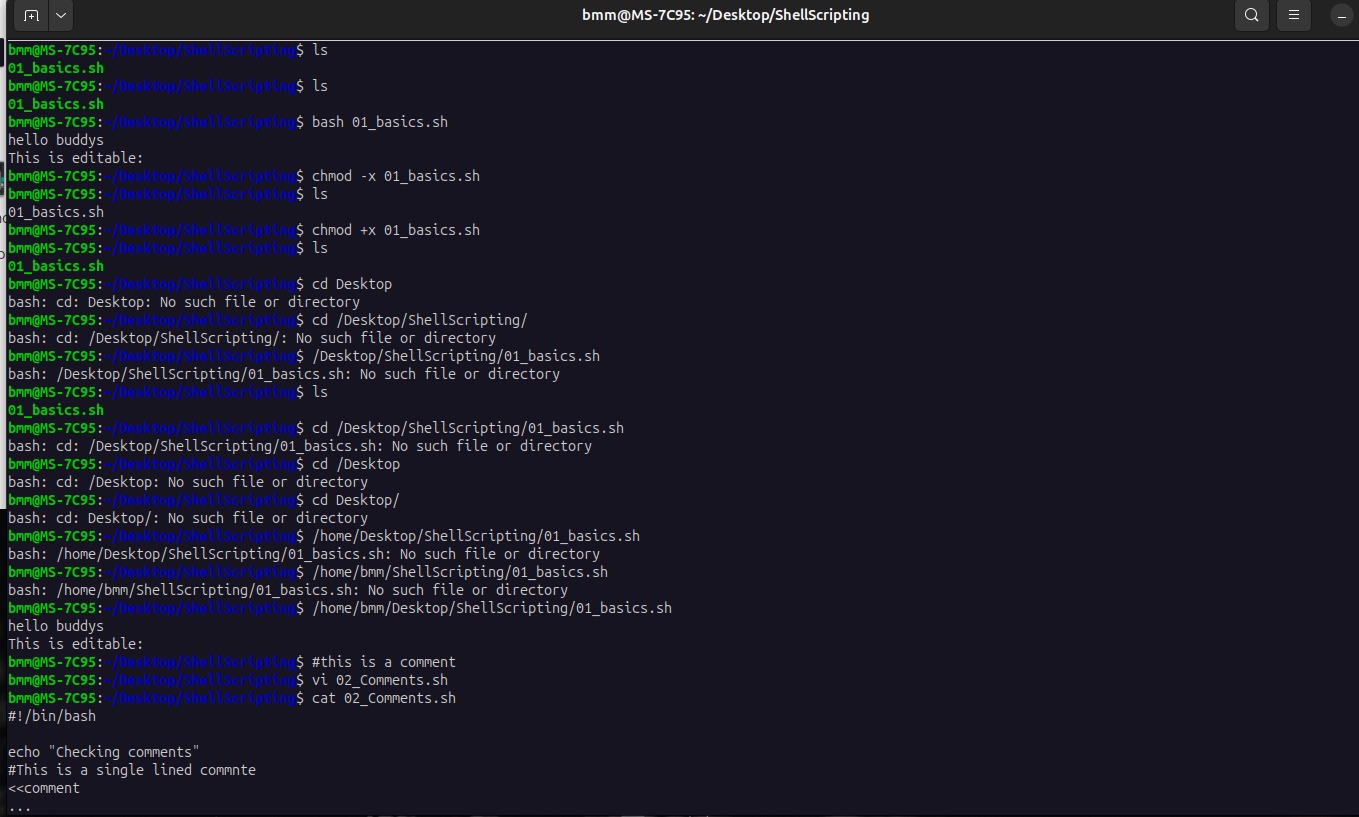 bmm@MS-7C95: ~/Desktop/ShellScripting
bmm@MS-7C95:~/Desktop/ShellScripting$ ls
01_basics.sh
bmm@MS-7C95:~/Desktop/ShellScripting$ ls
01_basics.sh
bmm@MS-7C95:~/Desktop/ShellScripting$ bash 01_basics.sh
hello buddys
This is editable:
bmm@MS-7C95:~/Desktop/ShellScripting$ chmod -x 01_basics.sh
bmm@MS-7C95:~/Desktop/ShellScripting$ ls
01_basics.sh
bmm@MS-7C95:~/Desktop/ShellScripting$ chmod +x 01_basics.sh
bmm@MS-7C95:~/Desktop/ShellScripting$ ls
01_basics.sh
bmm@MS-7C95:~/Desktop/ShellScripting$ cd Desktop
bash: cd: Desktop: No such file or directory
bmm@MS-7C95:~/Desktop/ShellScripting$ cd /Desktop/ShellScripting/
bash: cd: /Desktop/ShellScripting/: No such file or directory
bmm@MS-7C95:~/Desktop/ShellScripting$ /Desktop/ShellScripting/01_basics.sh
bash: /Desktop/ShellScripting/01_basics.sh: No such file or directory
bmm@MS-7C95:~/Desktop/ShellScripting$ ls
01_basics.sh
bmm@MS-7C95:~/Desktop/ShellScripting$ cd /Desktop/ShellScripting/01_basics.sh
bash: cd: /Desktop/ShellScripting/01_basics.sh: No such file or directory
bmm@MS-7C95:~/Desktop/ShellScripting$ cd /Desktop
bash: cd: /Desktop: No such file or directory
bmm@MS-7C95:~/Desktop/ShellScripting$ cd Desktop/
bash: cd: Desktop/: No such file or directory
bmm@MS-7C95:~/Desktop/ShellScripting$ /home/Desktop/ShellScripting/01_basics.sh
bash: /home/Desktop/ShellScripting/01_basics.sh: No such file or directory
bmm@MS-7C95:~/Desktop/ShellScripting$ /home/bmm/ShellScripting/01_basics.sh
bash: /home/bmm/ShellScripting/01_basics.sh: No such file or directory
bmm@MS-7C95:~/Desktop/ShellScripting$ /home/bmm/Desktop/ShellScripting/01_basics.sh
hello buddys
This is editable:
bmm@MS-7C95:~/Desktop/ShellScripting$ #this is a comment
bmm@MS-7C95:~/Desktop/ShellScripting$ vi 02_Comments.sh
bmm@MS-7C95:~/Desktop/ShellScripting$ cat 02_Comments.sh
#!/bin/bash
echo "Checking comments"
#This is a single lined commnte
<<comment
...